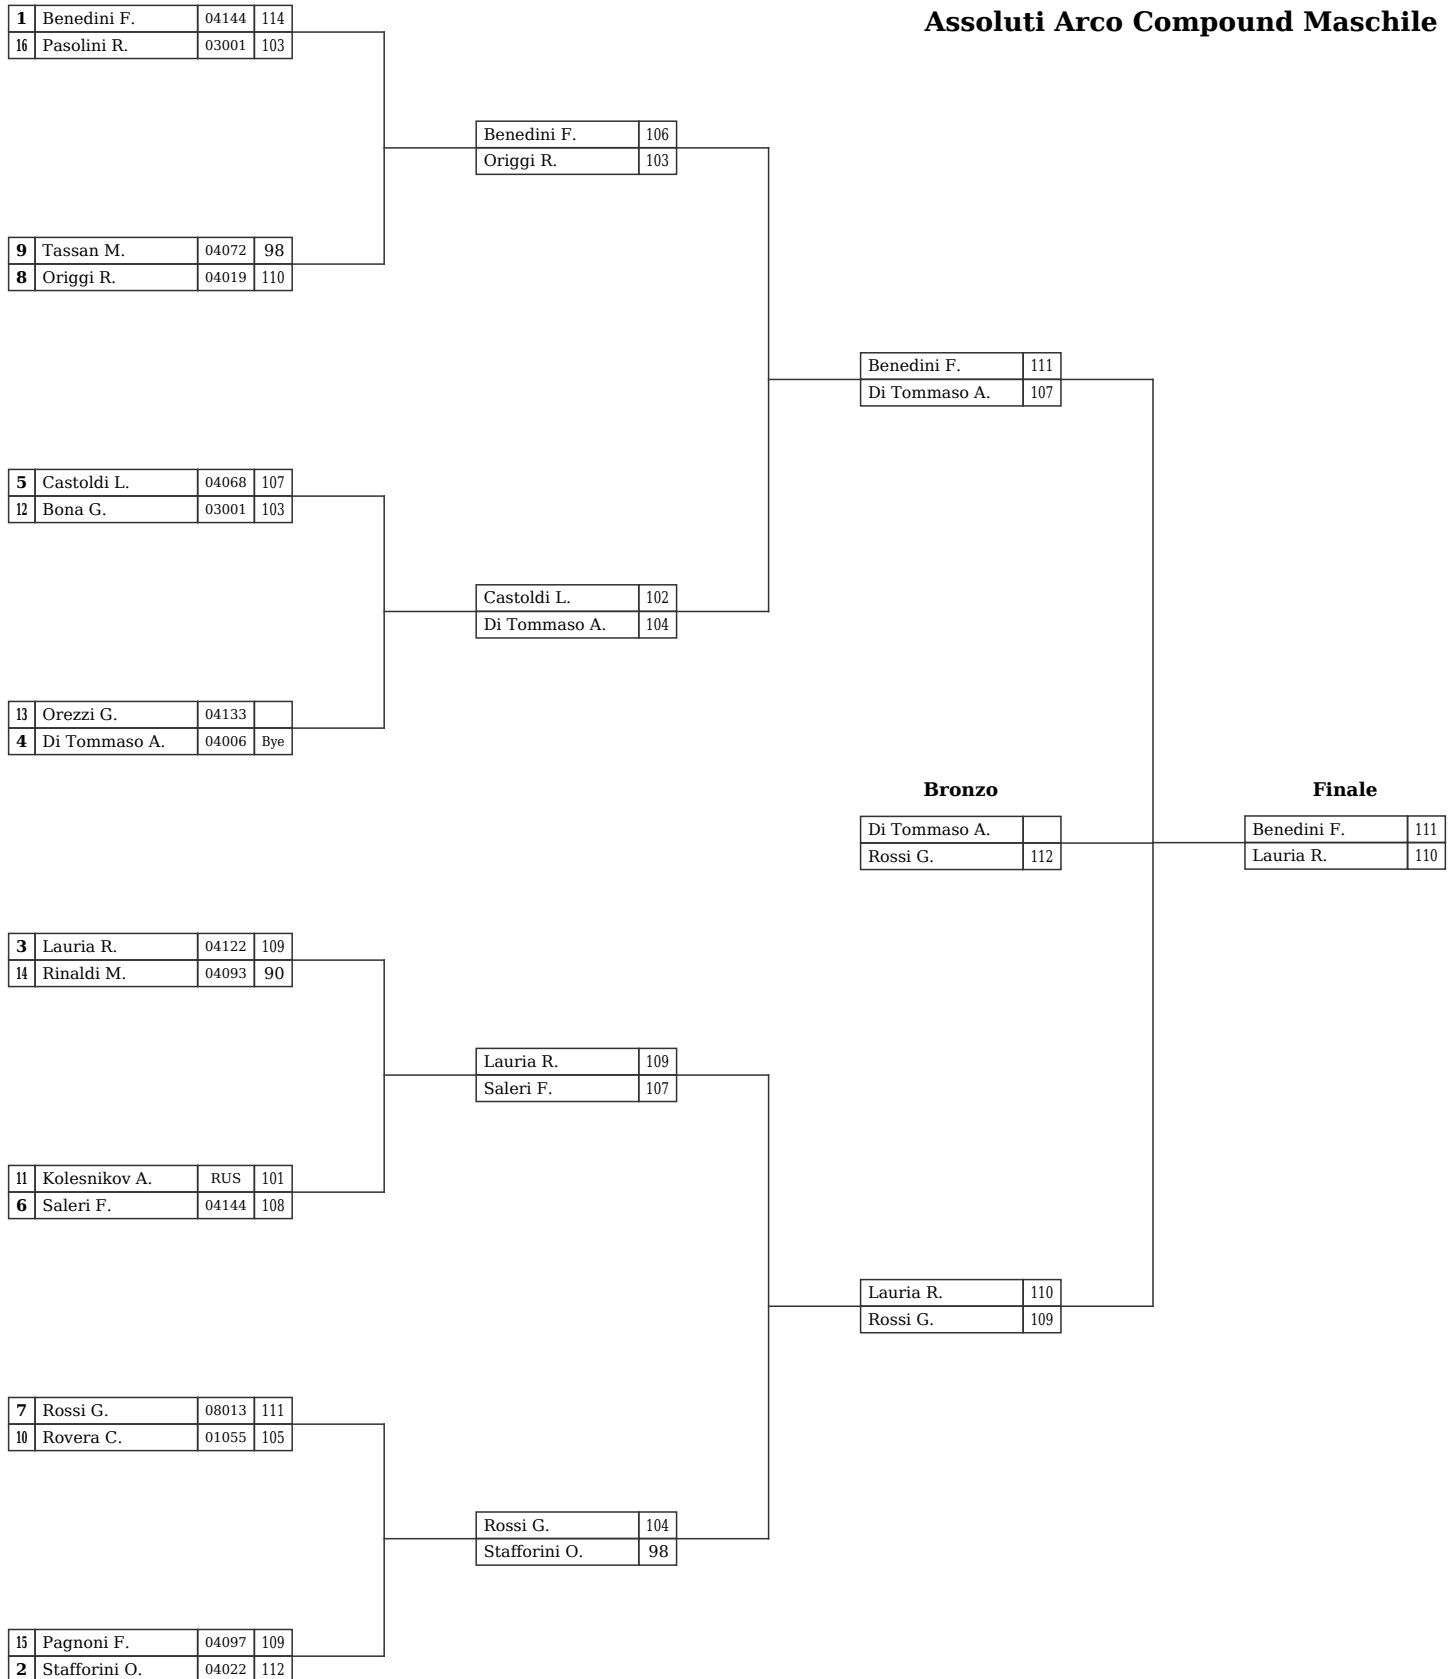 Assoluti Arco Compound Maschile
1 Benedini F. 04144 114
16 Pasolini R. 03001 103
Benedini F. 106
Origgi R. 103
9 Tassan M. 04072 98
8 Origgi R. 04019 110
Benedini F. 111
Di Tommaso A. 107
5 Castoldi L. 04068 107
12 Bona G. 03001 103
Castoldi L. 102
Di Tommaso A. 104
13 Orezzi G. 04133
4 Di Tommaso A. 04006 Bye
Bronzo Finale
Di Tommaso A. Benedini F. 111
Rossi G. 112 Lauria R. 110
3 Lauria R. 04122 109
14 Rinaldi M. 04093 90
Lauria R. 109
Saleri F. 107
11 Kolesnikov A. RUS 101
6 Saleri F. 04144 108
Lauria R. 110
Rossi G. 109
7 Rossi G. 08013 111
10 Rovera C. 01055 105
Rossi G. 104
Stafforini O. 98
15 Pagnoni F. 04097 109
2 Stafforini O. 04022 112